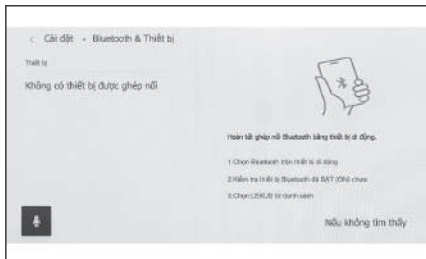 ‹ Cài đặt • Bluetooth & Thiết bị
Thiết bị
Không có thiết bị được ghép nối
Hoàn tất ghép nối Bluetooth bằng thiết bị di động.
1.Chọn Bluetooth trên thiết bị di động
2.Kiểm tra thiết bị Bluetooth đã BẬT (ON) chưa
3.Chọn LEXUS từ danh sách
Nếu không tìm thấy